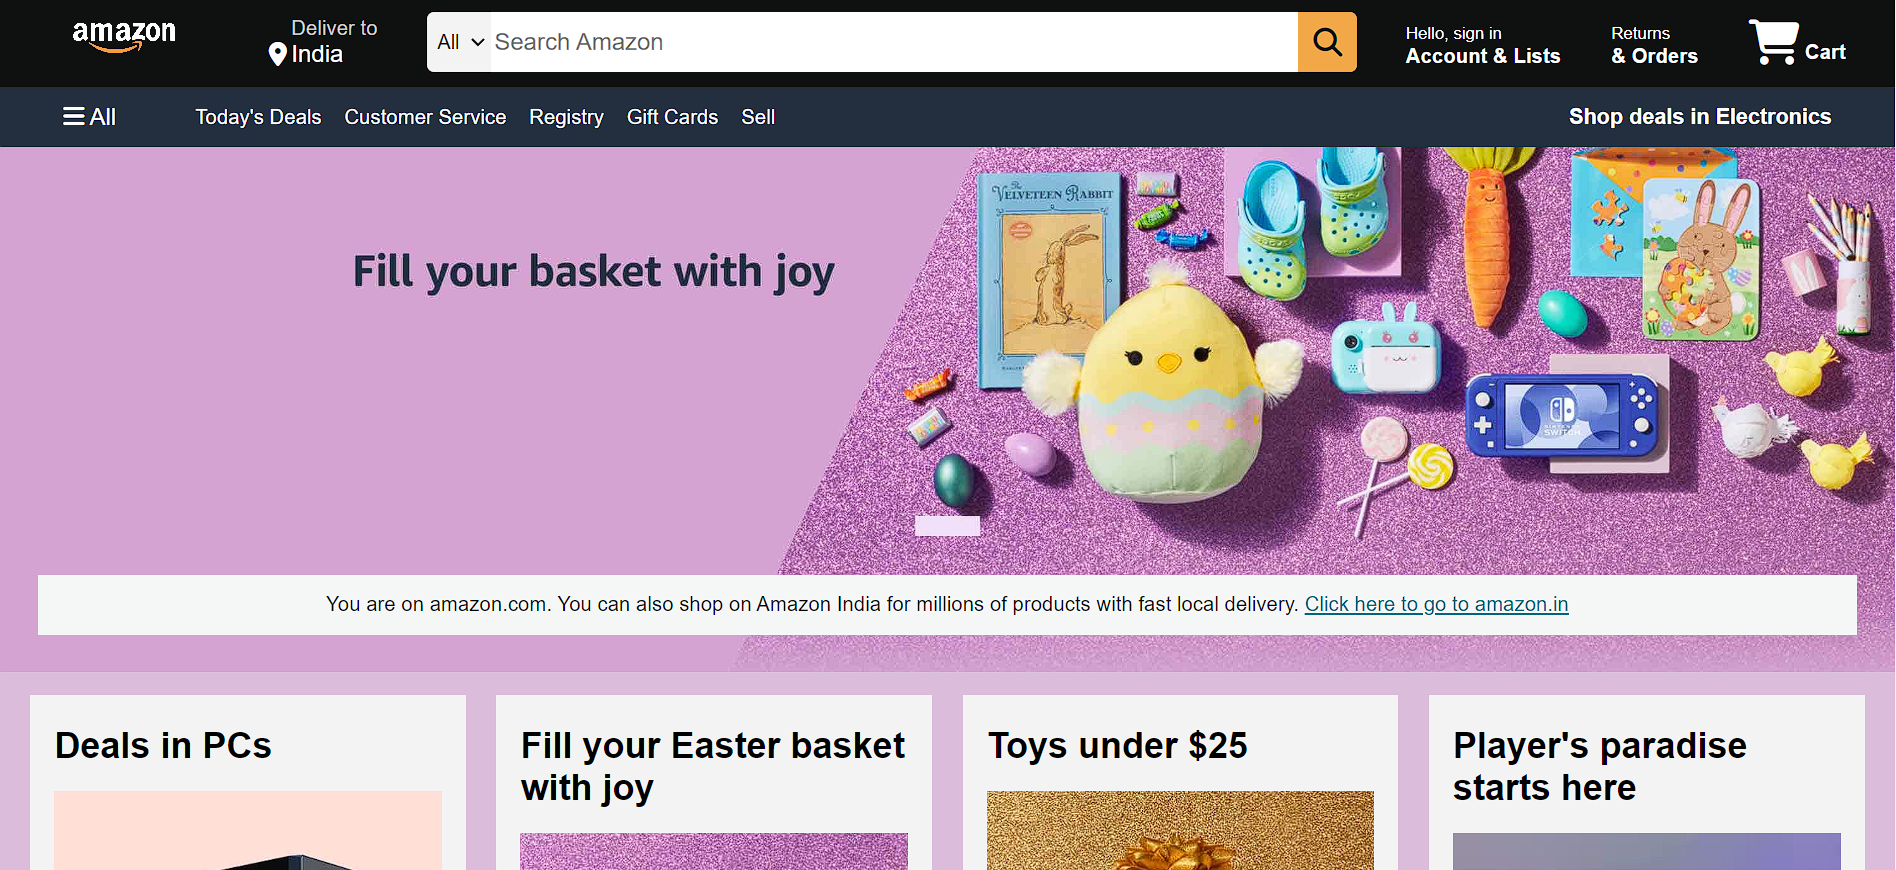 amazon
Deliver to
India
All
Search Amazon
Hello, sign in
Account & Lists
Returns
& Orders
Cart
All
Today's Deals
Customer Service
Registry
Gift Cards
Sell
Shop deals in Electronics
Fill your basket with joy
The
VELVETEEN RABBIT
NINTENDO
SWITCH
You are on amazon.com. You can also shop on Amazon India for millions of products with fast local delivery. Click here to go to amazon.in
Deals in PCs
Fill your Easter basket
with joy
Toys under $25
Player's paradise
starts here